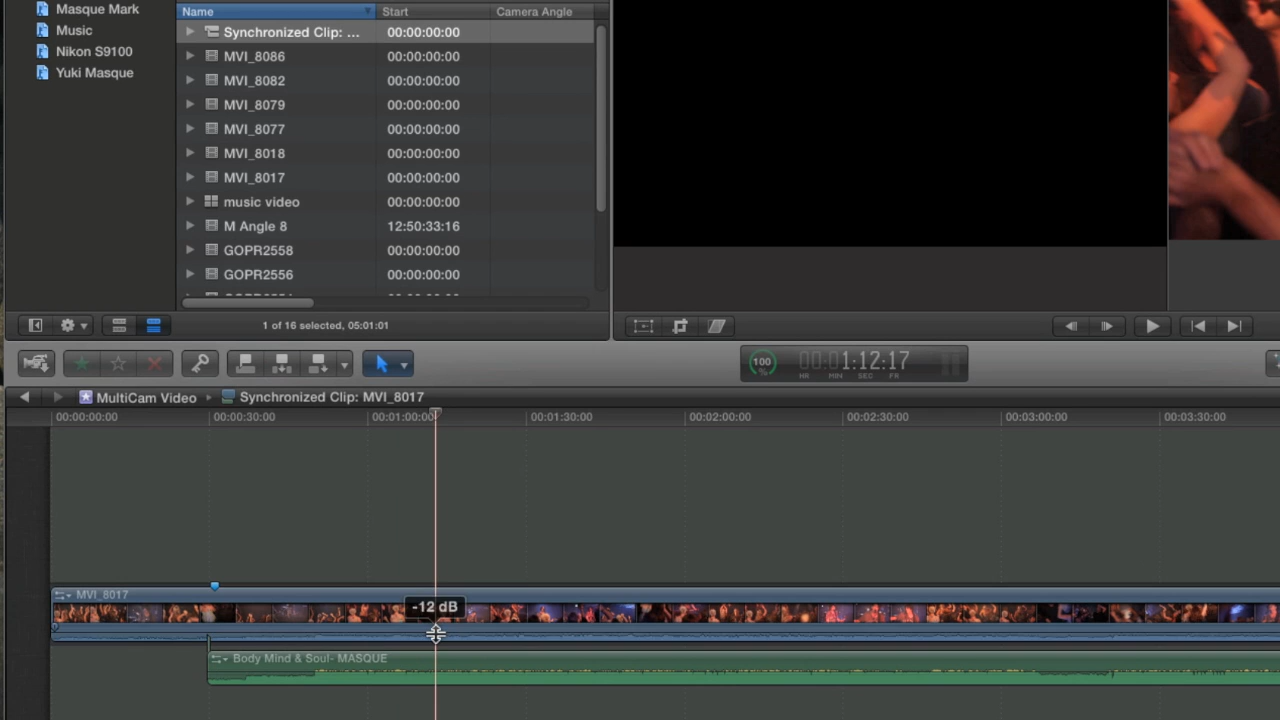 Masque Mark
Music
Nikon S9100
Yuki Masque
Name Start Camera Angle
Synchronized Clip: ... 00:00:00:00
MVI_8086 00:00:00:00
MVI_8082 00:00:00:00
MVI_8079 00:00:00:00
MVI_8077 00:00:00:00
MVI_8018 00:00:00:00
MVI_8017 00:00:00:00
music video 00:00:00:00
M Angle 8 12:50:33:16
GOPR2558 00:00:00:00
GOPR2556 00:00:00:00
1 of 16 selected, 05:01:01
100 % 00:01:12:17
HR MIN SEC FR
MultiCam Video Synchronized Clip: MVI_8017
00:00:00:00 00:00:30:00 00:01:00:00 00:01:30:00 00:02:00:00 00:02:30:00 00:03:00:00 00:03:30:00
MVI_8017
-12 dB
Body Mind & Soul- MASQUE